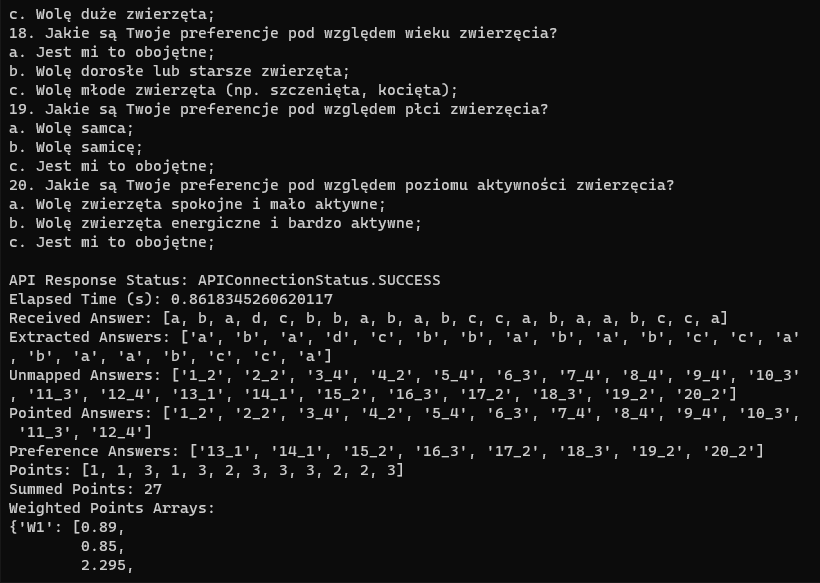 c. Wolę duże zwierzęta;
18. Jakie są Twoje preferencje pod względem wieku zwierzęcia?
a. Jest mi to obojętne;
b. Wolę dorosłe lub starsze zwierzęta;
c. Wolę młode zwierzęta (np. szczenięta, kocięta);
19. Jakie są Twoje preferencje pod względem płci zwierzęcia?
a. Wolę samca;
b. Wolę samicę;
c. Jest mi to obojętne;
20. Jakie są Twoje preferencje pod względem poziomu aktywności zwierzęcia?
a. Wolę zwierzęta spokojne i mało aktywne;
b. Wolę zwierzęta energiczne i bardzo aktywne;
c. Jest mi to obojętne;
API Response Status: APIConnectionStatus.SUCCESS
Elapsed Time (s): 0.8618345260620117
Received Answer: [a, b, a, d, c, b, b, a, b, a, b, c, c, a, b, a, a, b, c, c, a]
Extracted Answers: ['a', 'b', 'a', 'd', 'c', 'b', 'b', 'a', 'b', 'a', 'b', 'c', 'c', 'a'
, 'b', 'a', 'a', 'b', 'c', 'c', 'a']
Unmapped Answers: ['1_2', '2_2', '3_4', '4_2', '5_4', '6_3', '7_4', '8_4', '9_4', '10_3'
, '11_3', '12_4', '13_1', '14_1', '15_2', '16_3', '17_2', '18_3', '19_2', '20_2']
Pointed Answers: ['1_2', '2_2', '3_4', '4_2', '5_4', '6_3', '7_4', '8_4', '9_4', '10_3',
'11_3', '12_4']
Preference Answers: ['13_1', '14_1', '15_2', '16_3', '17_2', '18_3', '19_2', '20_2']
Points: [1, 1, 3, 1, 3, 2, 3, 3, 3, 2, 2, 3]
Summed Points: 27
Weighted Points Arrays:
{'W1': [0.89,
0.85,
2.295,